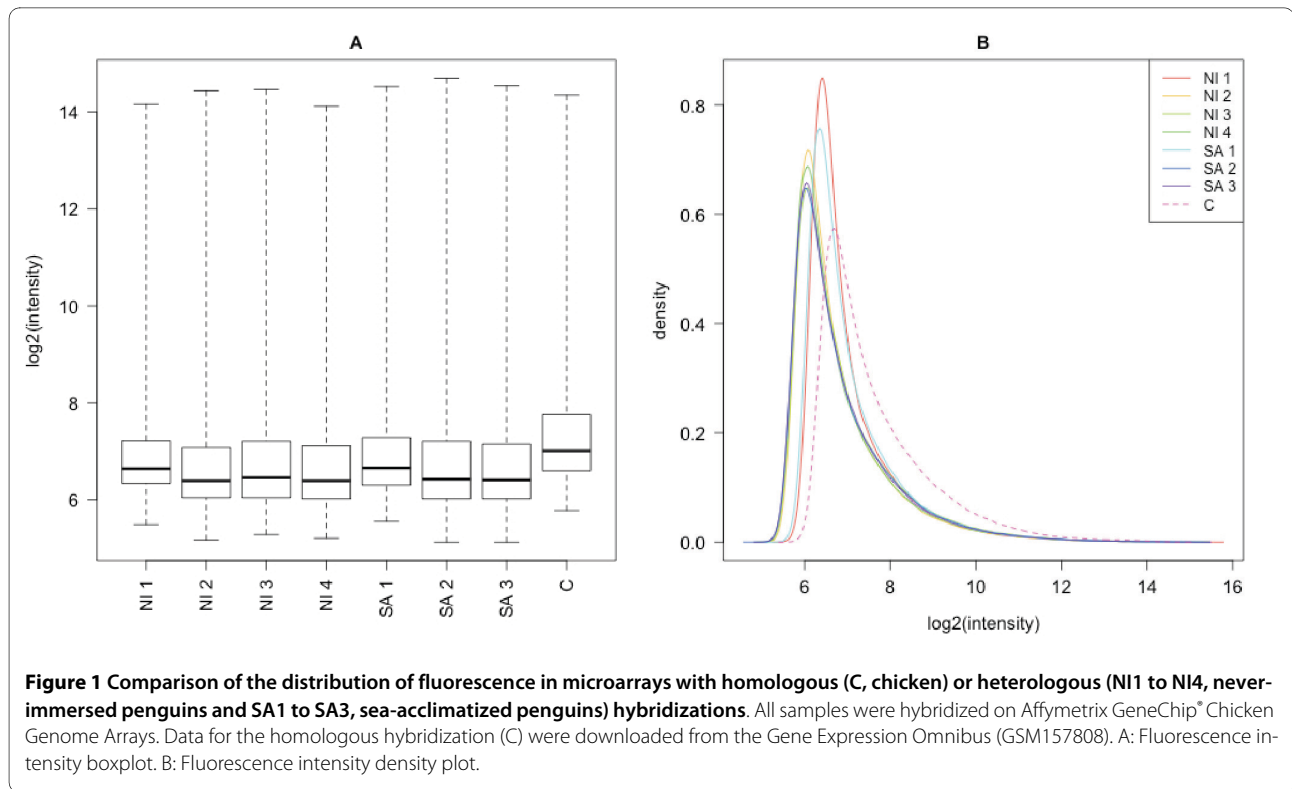 A
log2(intensity)
14
12
10
8
6
NI 1
NI 2
NI 3
NI 4
SA 1
SA 2
SA 3
C
B
density
0.8
0.6
0.4
0.2
0.0
6
8
10
12
14
16
log2(intensity)
NI 1
NI 2
NI 3
NI 4
SA 1
SA 2
SA 3
C
Figure 1 Comparison of the distribution of fluorescence in microarrays with homologous (C, chicken) or heterologous (NI1 to NI4, never-
immersed penguins and SA1 to SA3, sea-acclimatized penguins) hybridizations. All samples were hybridized on Affymetrix GeneChip® Chicken
Genome Arrays. Data for the homologous hybridization (C) were downloaded from the Gene Expression Omnibus (GSM157808). A: Fluorescence in-
tensity boxplot. B: Fluorescence intensity density plot.